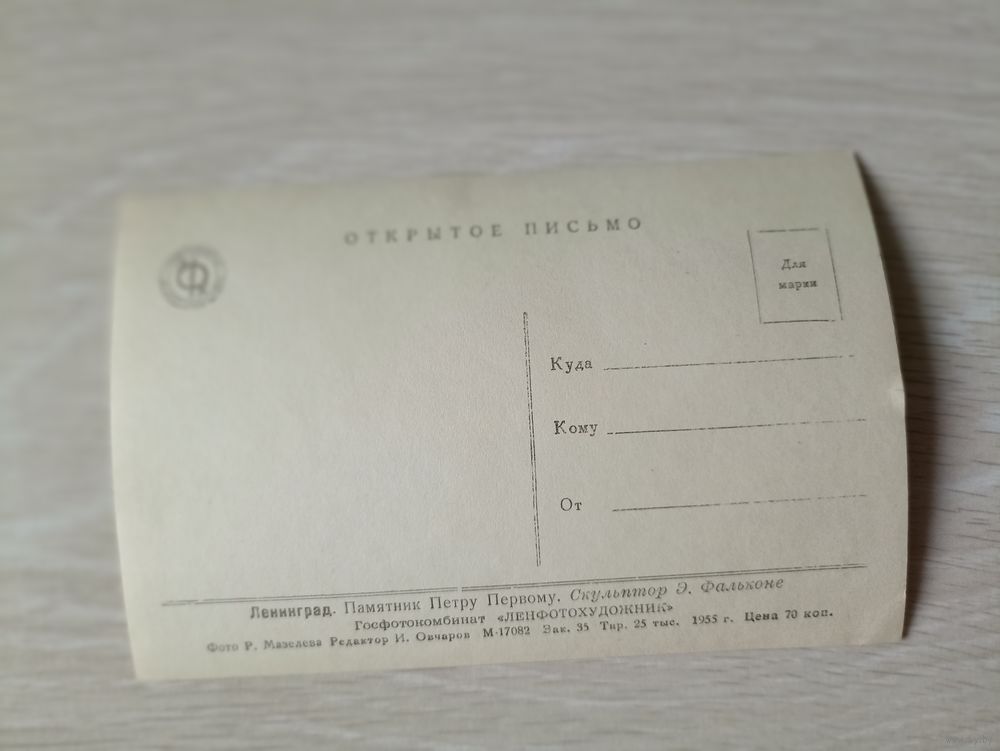 ОТКРЫТОЕ ПИСЬМО
Для
марки
Куда
Кому
От
Ленинград. Памятник Петру Первому. Скульптор Э. Фальконе
Госфотокомбинат «ЛЕНФОТОХУДОЖНИК»
Фото Р. Мазелева Редактор И. Овчаров М-17082 Зак. 35 Тир. 25 тыс. 1955 г. Цена 70 коп.